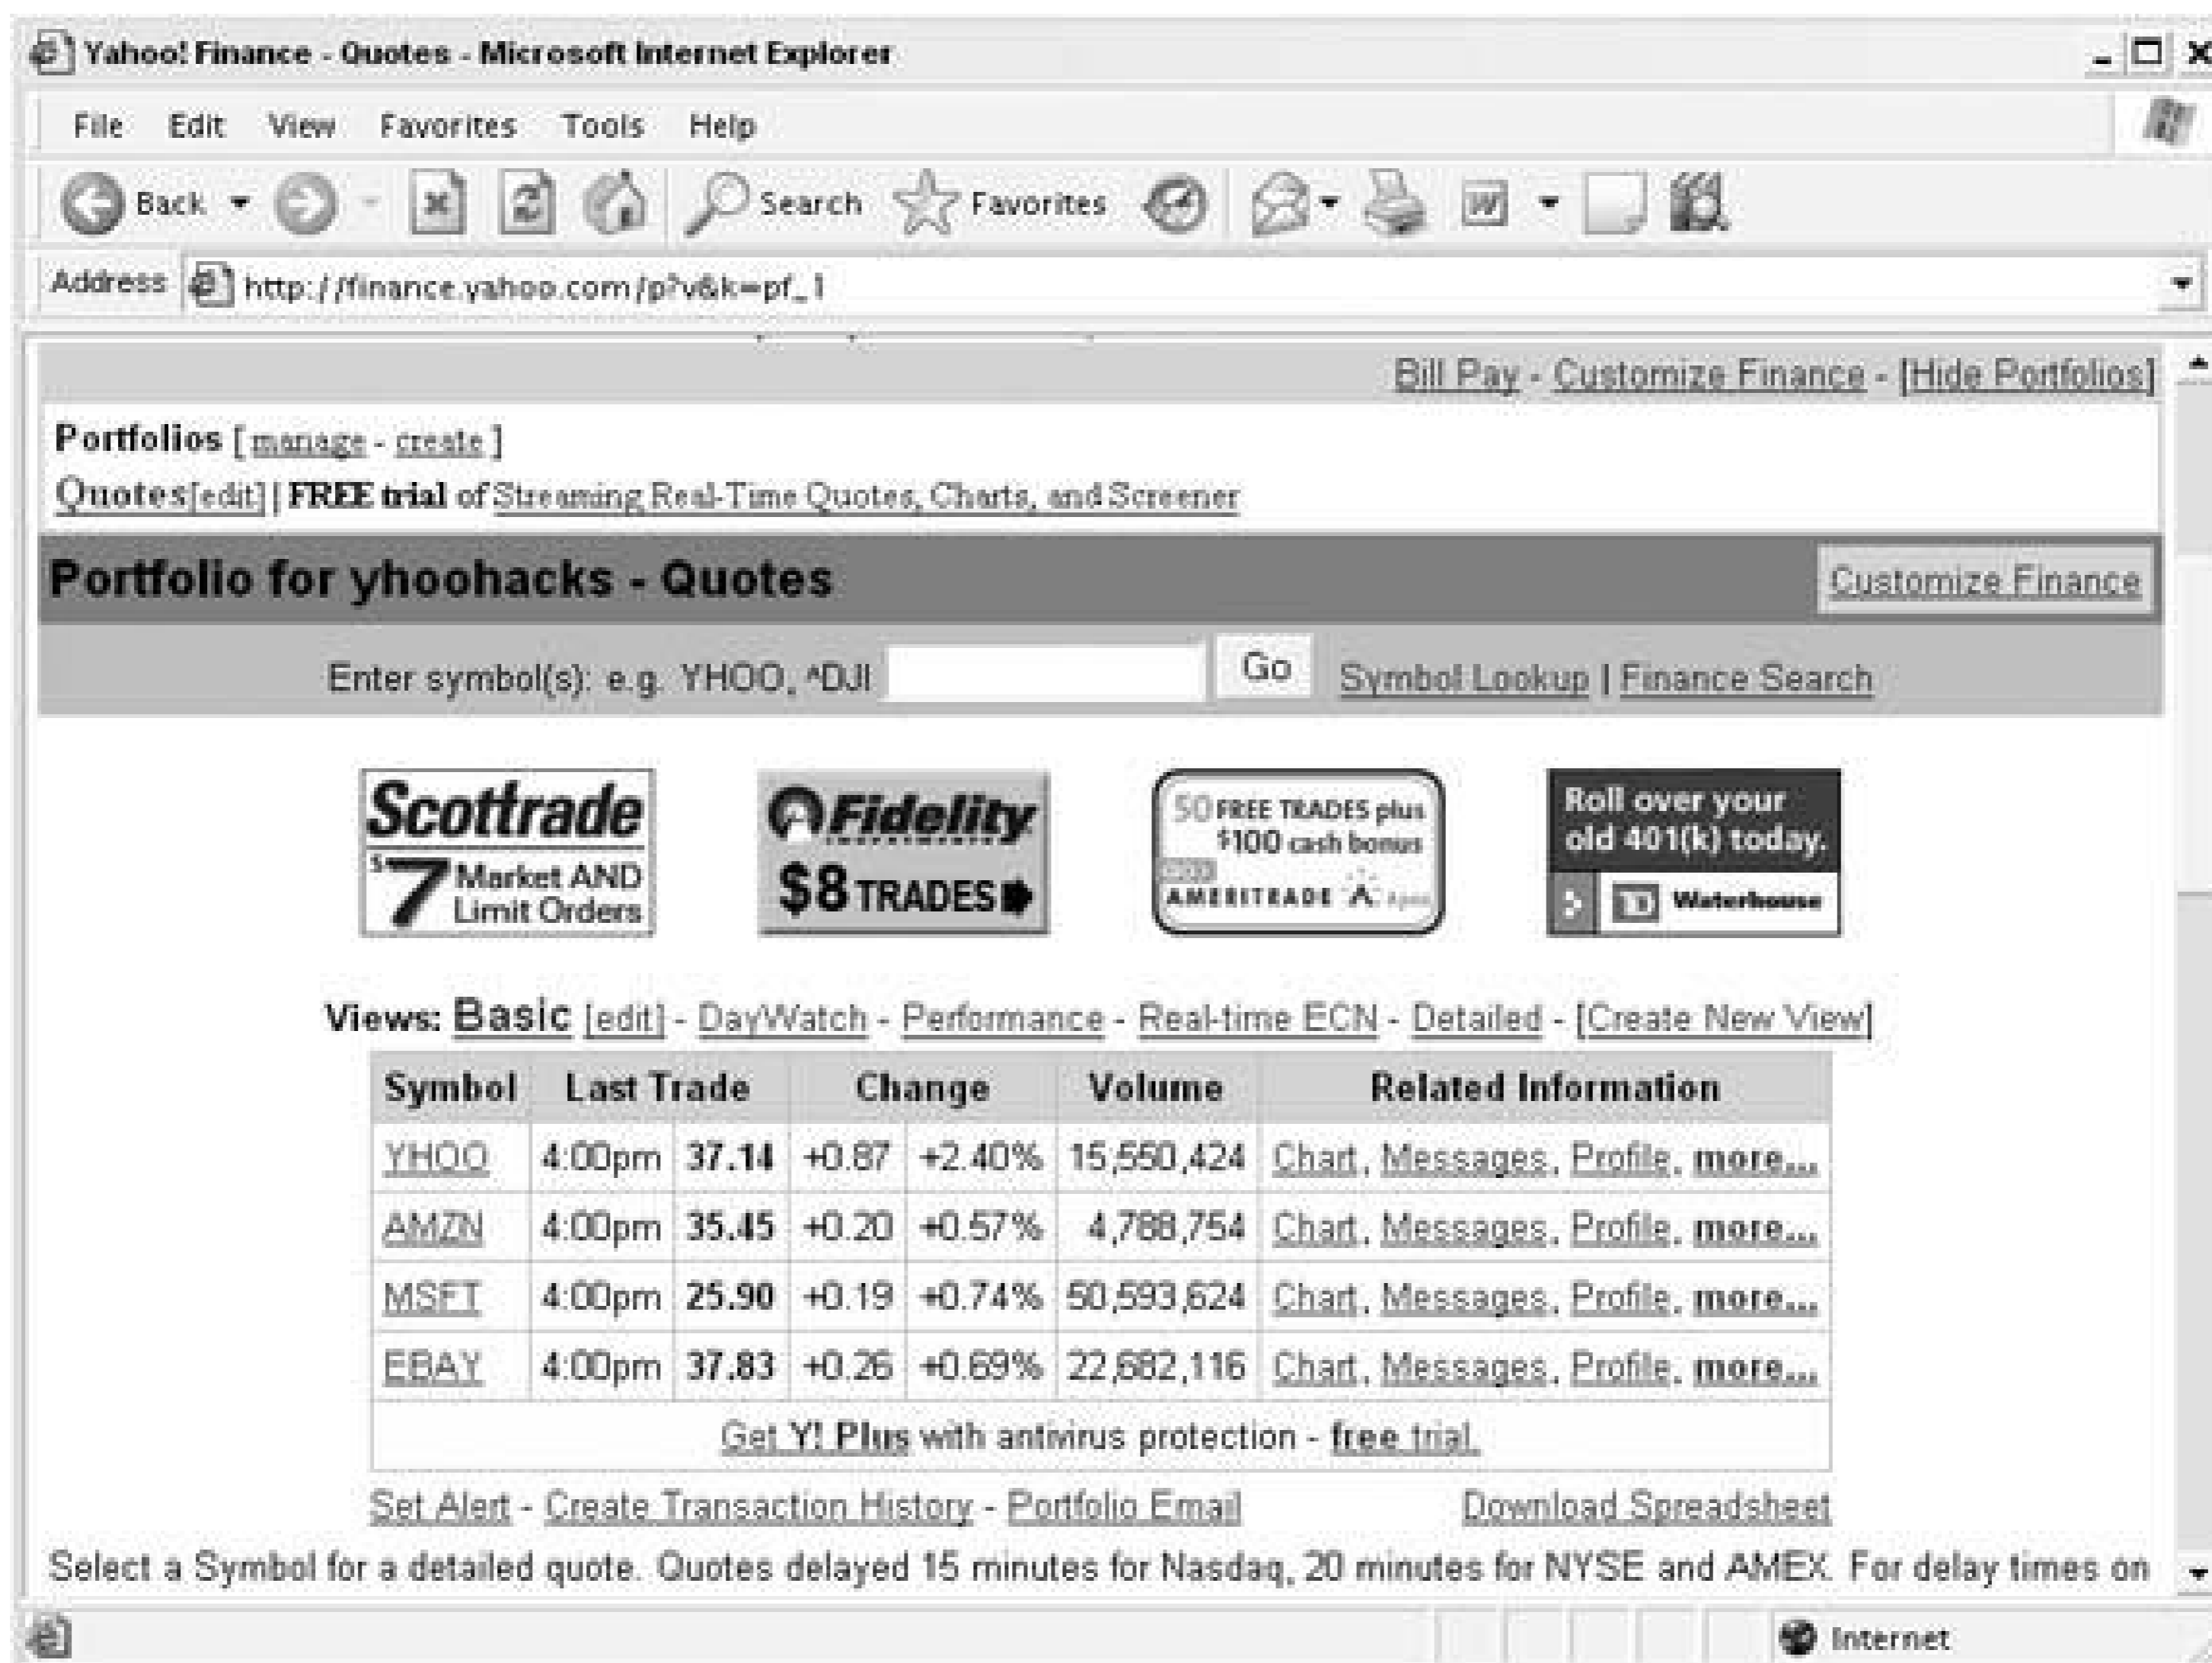 Yahoo! Finance - Quotes - Microsoft Internet Explorer
File Edit View Favorites Tools Help
Back Search Favorites
Address http://finance.yahoo.com/p?v&k=pf_1
Bill Pay - Customize Finance - [Hide Portfolios]
Portfolios [ manage - create ]
Quotes[edit] | FREE trial of Streaming Real-Time Quotes, Charts, and Screener
Portfolio for yhoohacks - Quotes Customize Finance
Enter symbol(s): e.g. YHOO, ^DJI Go Symbol Lookup | Finance Search
Scottrade
$7 Market AND
Limit Orders
Fidelity
INVESTMENTS
$8 TRADES
50 FREE TRADES plus
$100 cash bonus
AMERITRADE Apex
Roll over your
old 401(k) today.
TD Waterhouse
Views: Basic [edit] - DayWatch - Performance - Real-time ECN - Detailed - [Create New View]
Symbol Last Trade Change Volume Related Information
YHOO 4:00pm 37.14 +0.87 +2.40% 15,550,424 Chart, Messages, Profile, more...
AMZN 4:00pm 35.45 +0.20 +0.57% 4,788,754 Chart, Messages, Profile, more...
MSFT 4:00pm 25.90 +0.19 +0.74% 50,593,624 Chart, Messages, Profile, more...
EBAY 4:00pm 37.83 +0.26 +0.69% 22,682,116 Chart, Messages, Profile, more...
Get Y! Plus with antivirus protection - free trial.
Set Alert - Create Transaction History - Portfolio Email Download Spreadsheet
Select a Symbol for a detailed quote. Quotes delayed 15 minutes for Nasdaq, 20 minutes for NYSE and AMEX. For delay times on
Internet